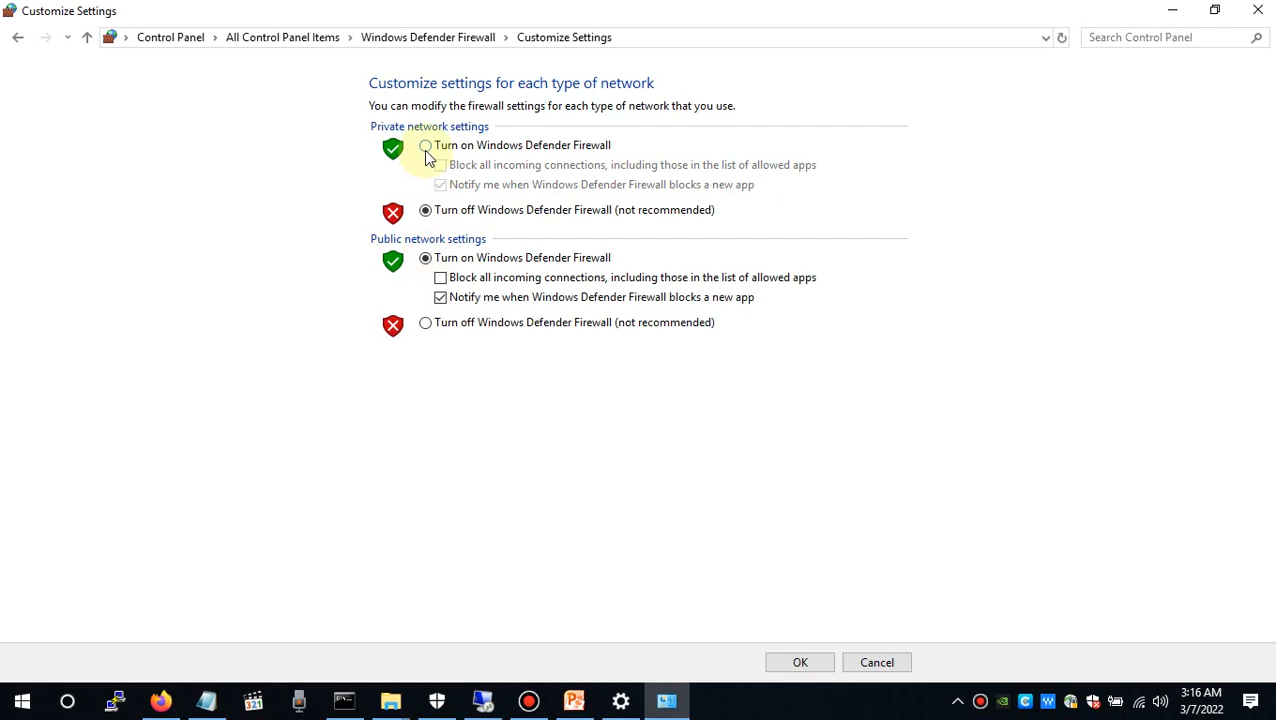 Customize Settings
Control Panel > All Control Panel Items > Windows Defender Firewall > Customize Settings
Search Control Panel
Customize settings for each type of network
You can modify the firewall settings for each type of network that you use.
Private network settings
Turn on Windows Defender Firewall
Block all incoming connections, including those in the list of allowed apps
Notify me when Windows Defender Firewall blocks a new app
Turn off Windows Defender Firewall (not recommended)
Public network settings
Turn on Windows Defender Firewall
Block all incoming connections, including those in the list of allowed apps
Notify me when Windows Defender Firewall blocks a new app
Turn off Windows Defender Firewall (not recommended)
OK
Cancel
321
3:16 AM
3/7/2022